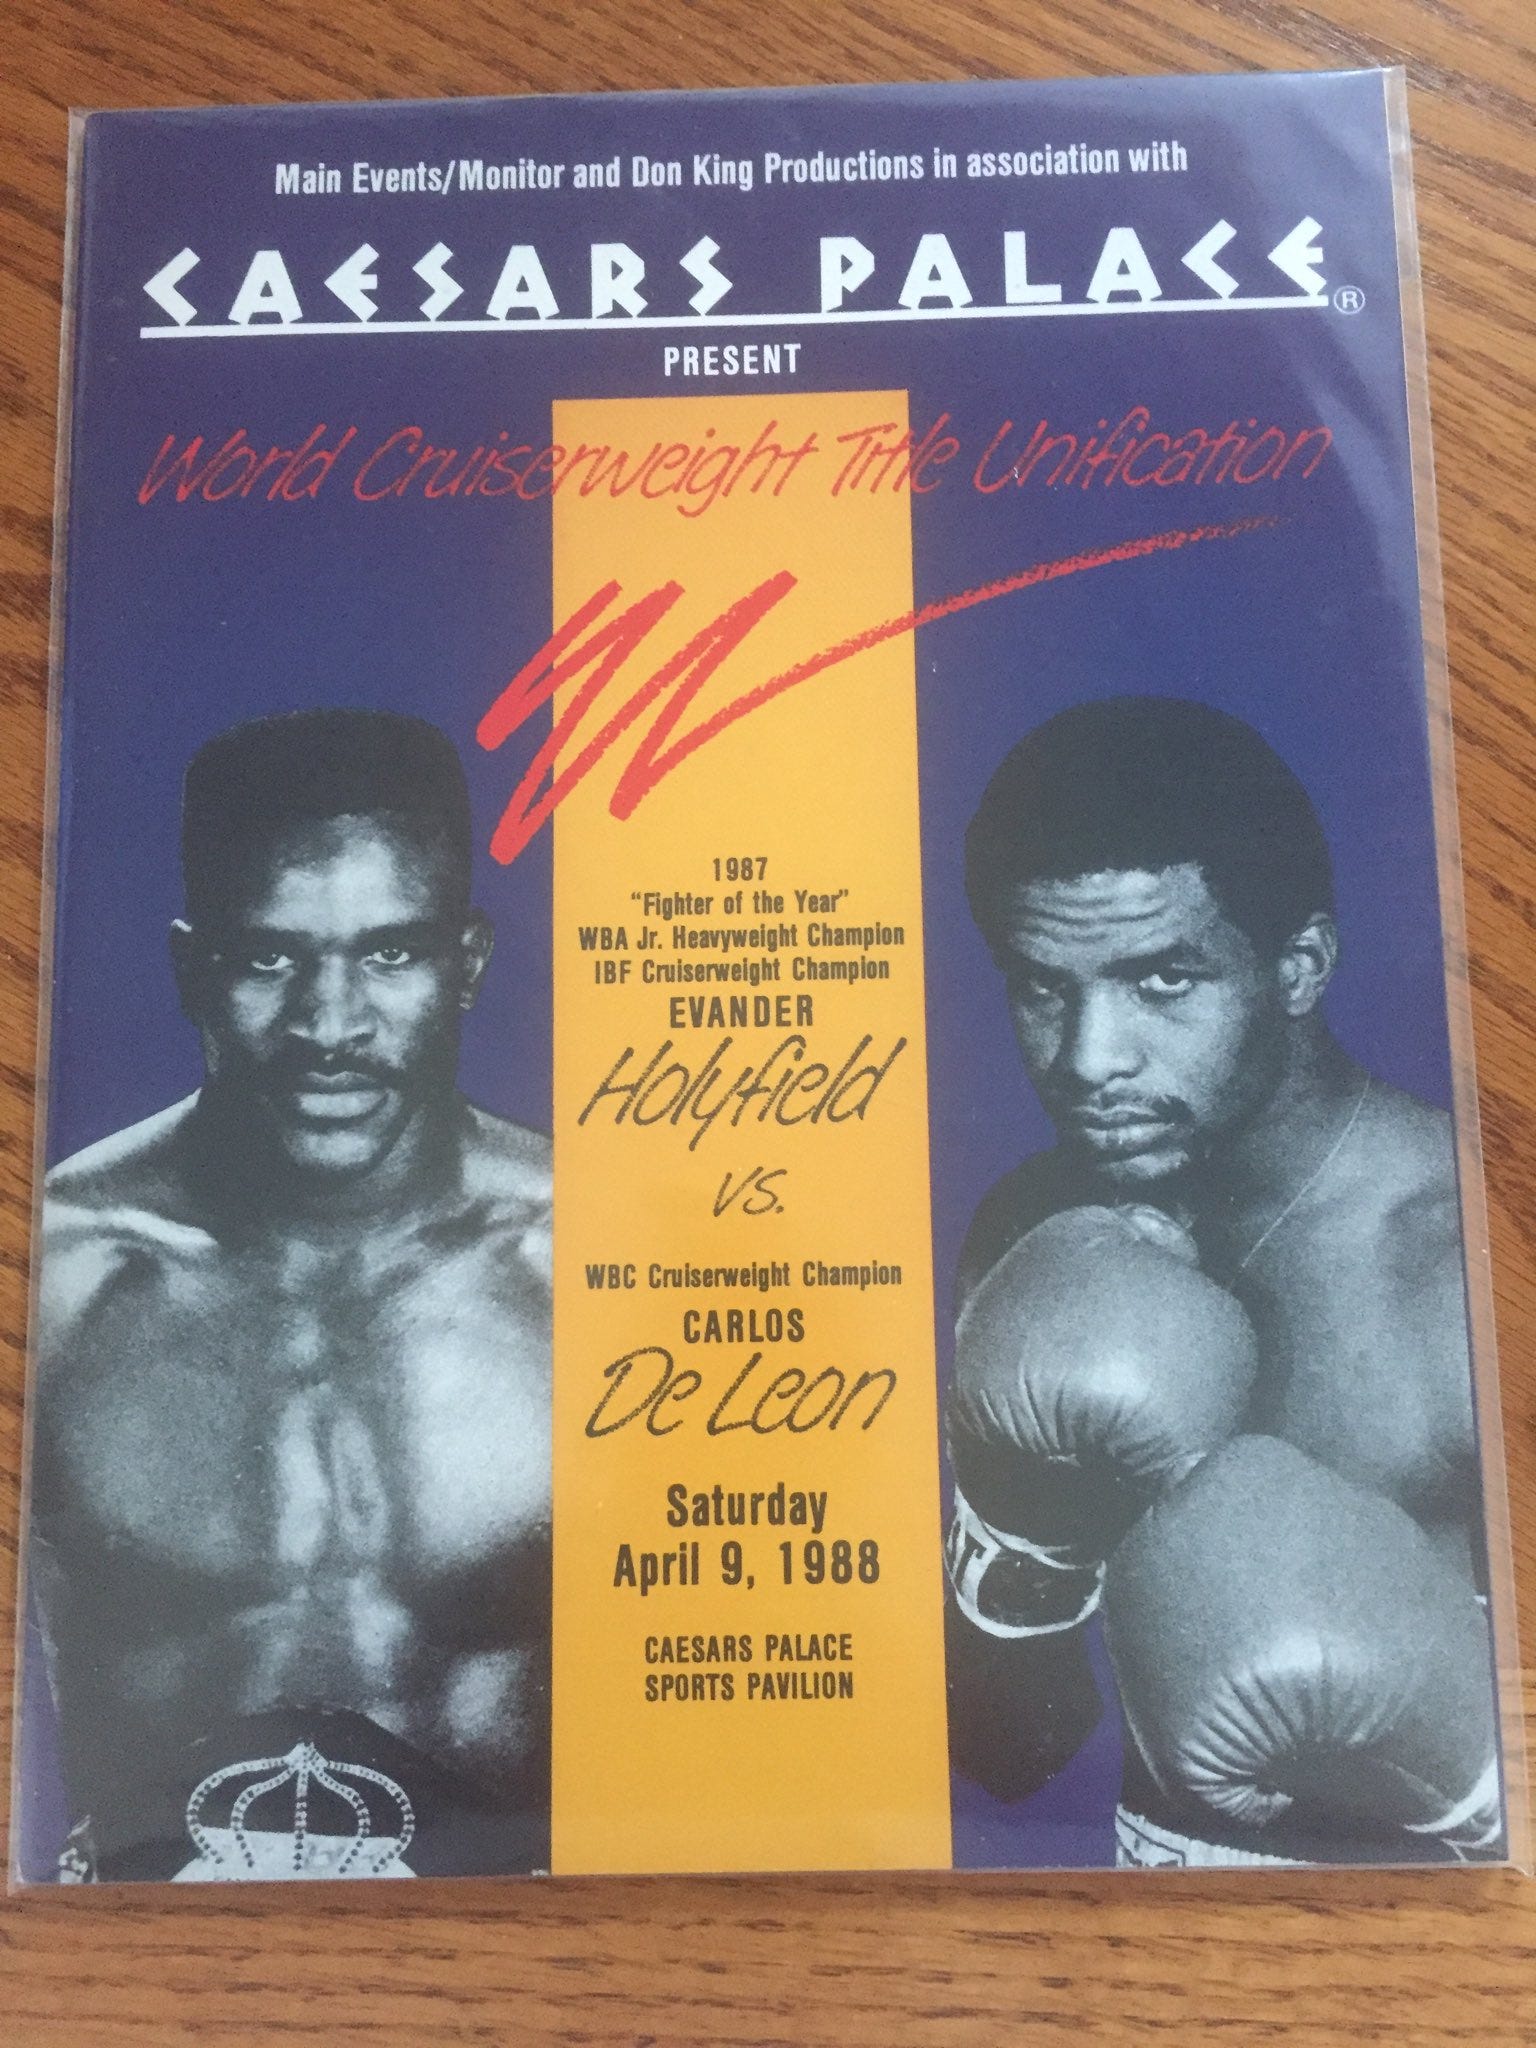 Main Events/Monitor and Don King Productions in association with
CAESARS PALACE®
PRESENT
World Cruiserweight Title Unification
1987
“Fighter of the Year”
WBA Jr. Heavyweight Champion
IBF Cruiserweight Champion
EVANDER
Holyfield
vs.
WBC Cruiserweight Champion
CARLOS
De Leon
Saturday
April 9, 1988
CAESARS PALACE
SPORTS PAVILION